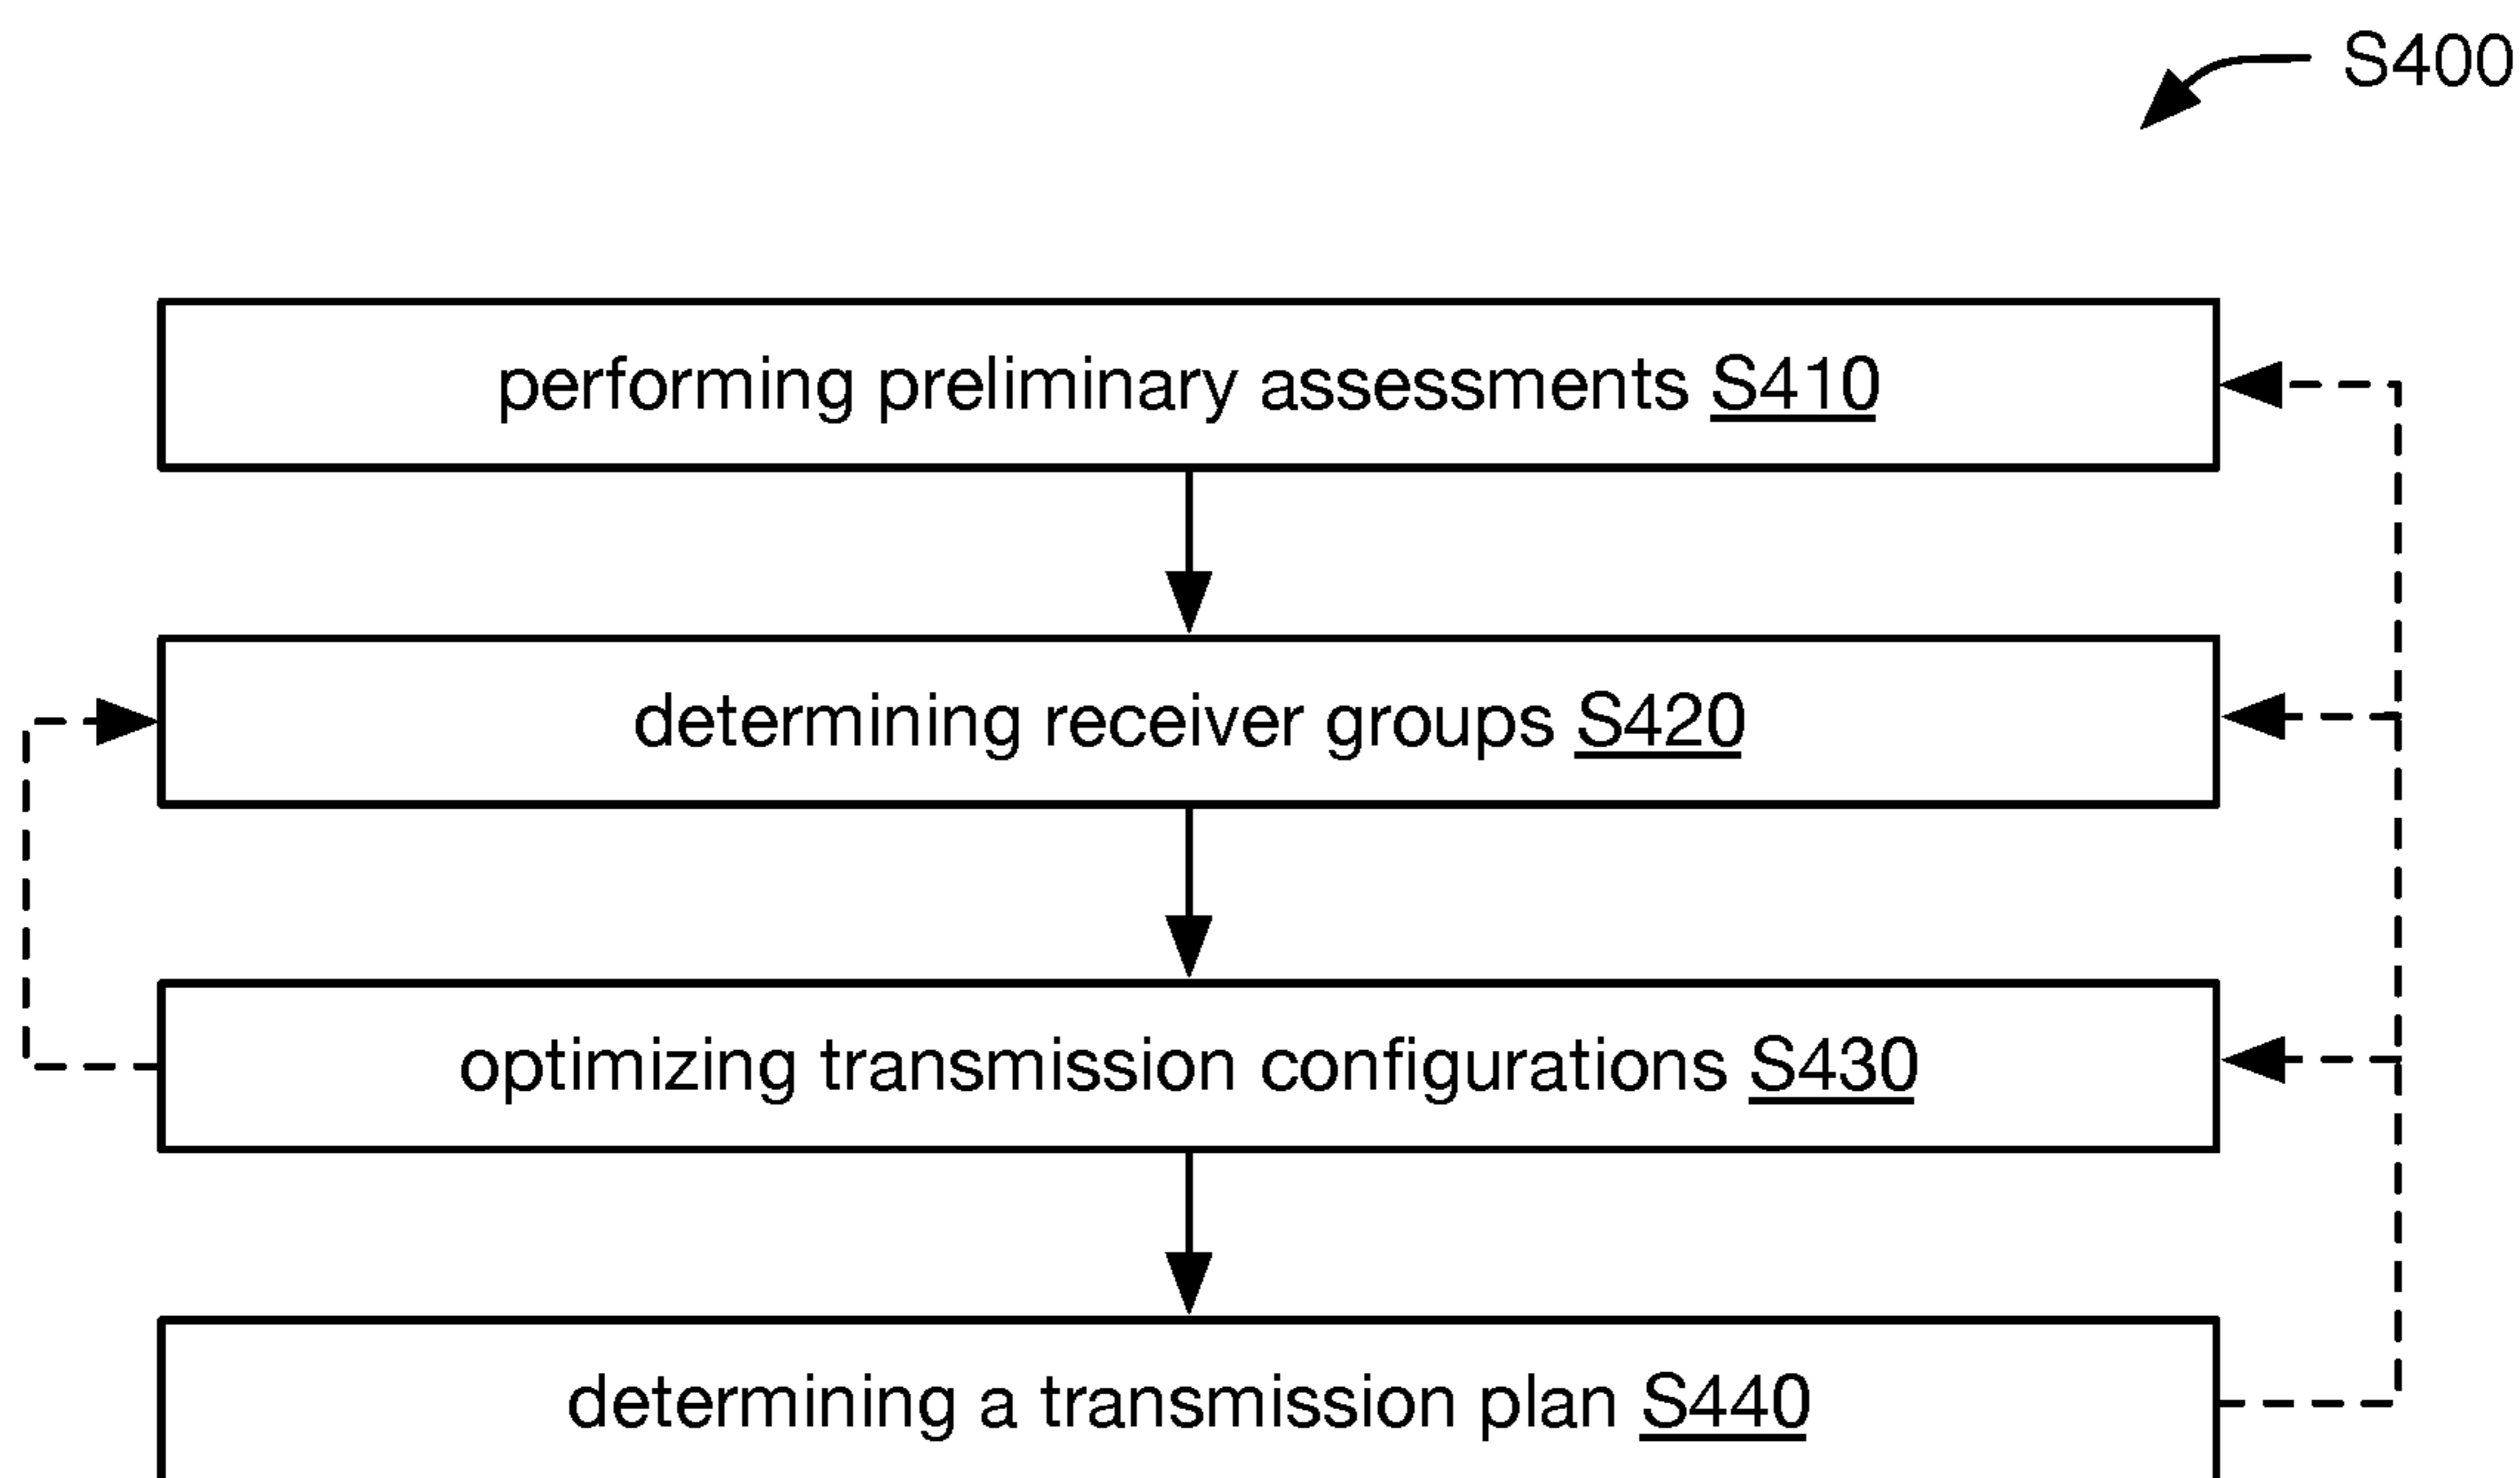 S400
performing preliminary assessments S410
determining receiver groups S420
optimizing transmission configurations S430
determining a transmission plan S440